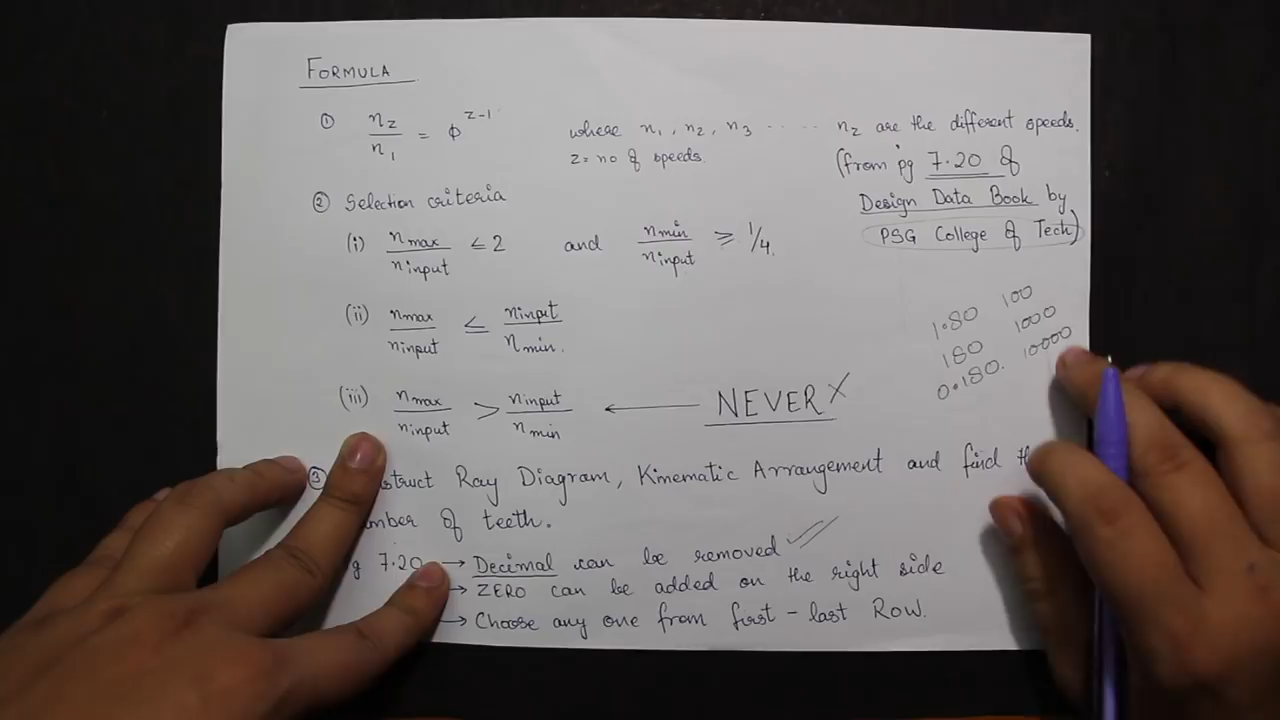 FORMULA
① nz/n1 = φ^z-1 where n1, n2, n3 ...... nz are the different speeds.
z = no of speeds. (from pg 7.20 of
② Selection criteria Design Data Book by
PSG College of Tech)
(i) nmax/ninput ≤ 2 and nmin/ninput ≥ 1/4.
(ii) nmax/ninput ≤ ninput/nmin.
1.80 100
180 1000
0.180. 10000
(iii) nmax/ninput > ninput/nmin ← NEVER X
③ struct Ray Diagram, Kinematic Arrangement and find
of teeth.
7.20 → Decimal can be removed ✓
→ ZERO can be added on the right side
→ Choose any one from first - last Row.